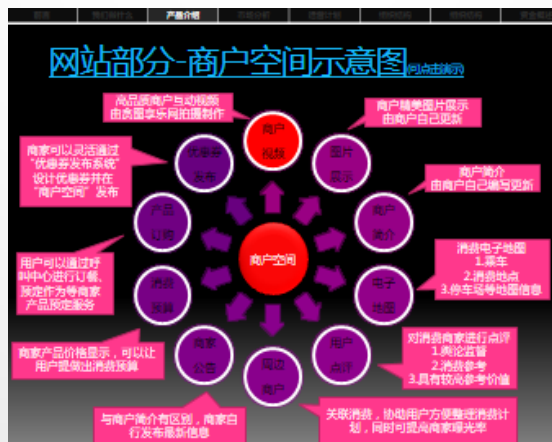 产品介绍
网站部分-商户空间示意图(可点击演示)
高品质商户互动视频
由贵图享乐网拍摄制作
商户精美图片展示
由商户自己更新
商家可以灵活通过
“优惠券发布系统”
设计优惠券并在
“商户空间”发布
商户
视频
优惠券
发布
图片
展示
商户简介
由商户自己编写更新
产品
订购
商户
简介
用户可以通过呼
叫中心进行订餐、
预定作为等商家
产品预定服务
商户空间
消费电子地图
1.乘车
2.消费地点
3.停车场等地图信息
消费
预算
电子
地图
商家产品价格显示，可以让
用户提做出消费预算
商家
公告
周边
商户
用户
点评
对消费商家进行点评
1.舆论监督
2.消费参考
3.具有较高参考价值
与商户简介有区别，商家自
行发布最新信息
关联消费，协助用户方便整理消费计
划，同时可提高商家曝光率